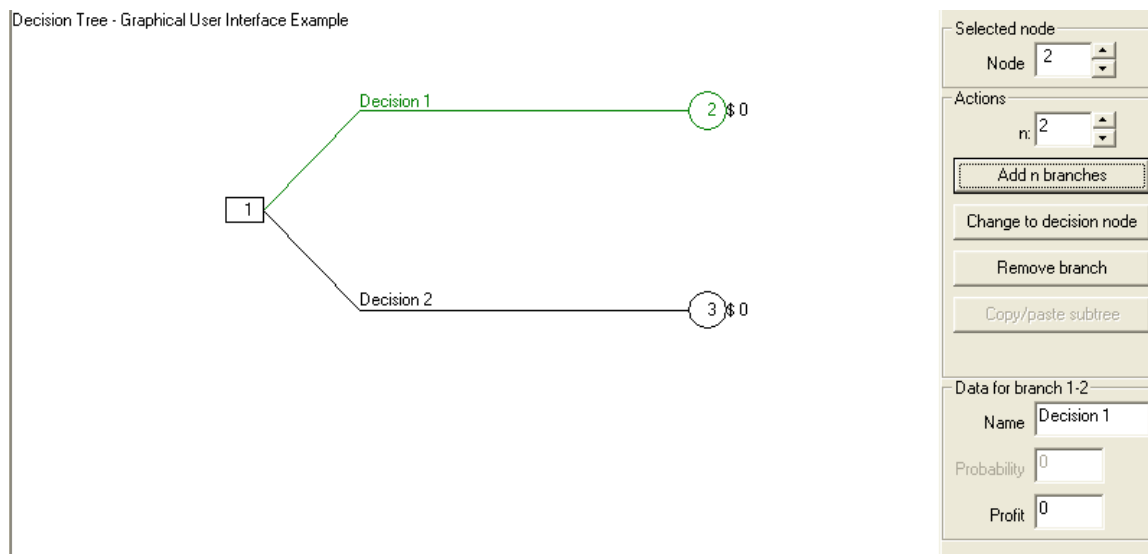 Decision Tree - Graphical User Interface Example
Decision 1
2 $ 0
1
Decision 2
3 $ 0
Selected node
Node 2
Actions
n: 2
Add n branches
Change to decision node
Remove branch
Copy/paste subtree
Data for branch 1-2
Name Decision 1
Probability 0
Profit 0